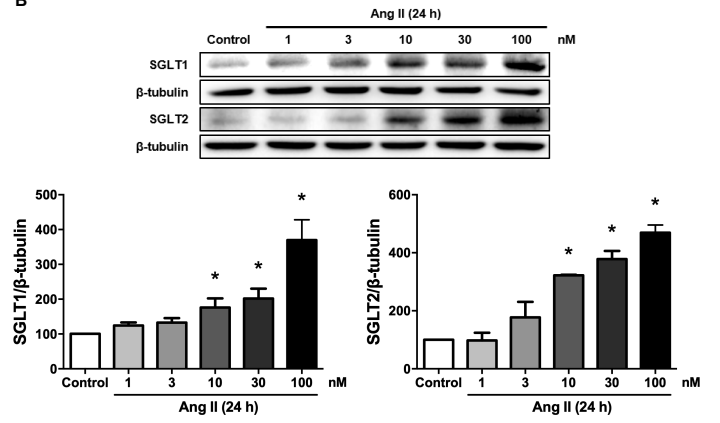 B
Ang II (24 h)
Control 1 3 10 30 100 nM
SGLT1
β-tubulin
SGLT2
β-tubulin
SGLT1/β-tubulin
500
400
300
200
100
0
* * *
Control 1 3 10 30 100 nM
Ang II (24 h)
SGLT2/β-tubulin
600
400
200
0
* * *
Control 1 3 10 30 100 nM
Ang II (24 h)